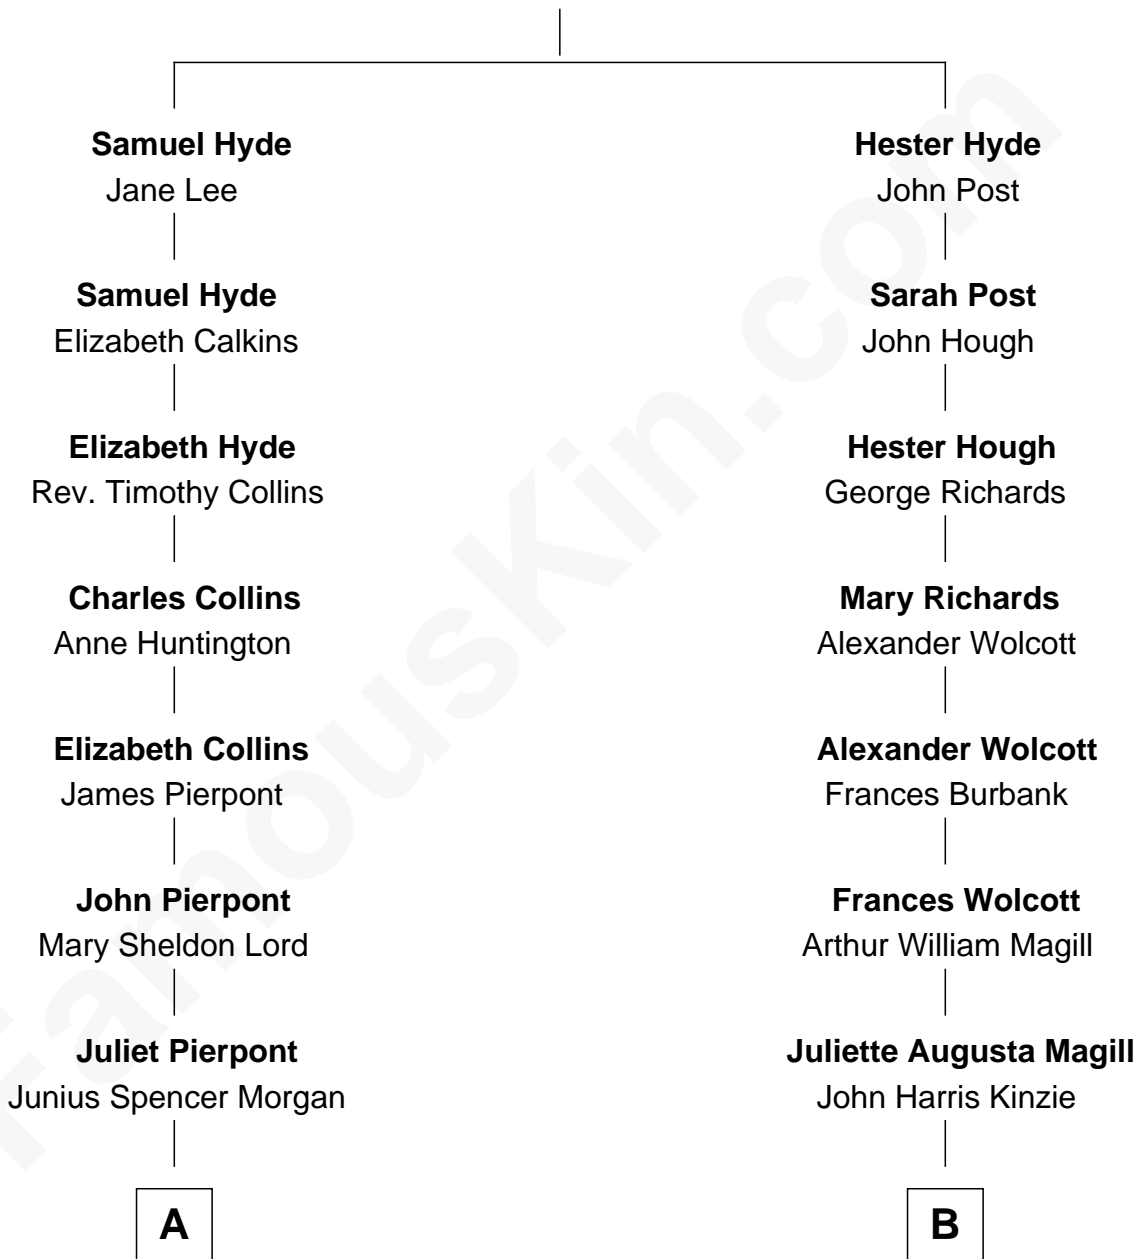 Samuel Hyde
Jane Lee
Samuel Hyde
Elizabeth Calkins
Elizabeth Hyde
Rev. Timothy Collins
Charles Collins
Anne Huntington
Elizabeth Collins
James Pierpont
John Pierpont
Mary Sheldon Lord
Juliet Pierpont
Junius Spencer Morgan
A
Hester Hyde
John Post
Sarah Post
John Hough
Hester Hough
George Richards
Mary Richards
Alexander Wolcott
Alexander Wolcott
Frances Burbank
Frances Wolcott
Arthur William Magill
Juliette Augusta Magill
John Harris Kinzie
B
FamousKin.com